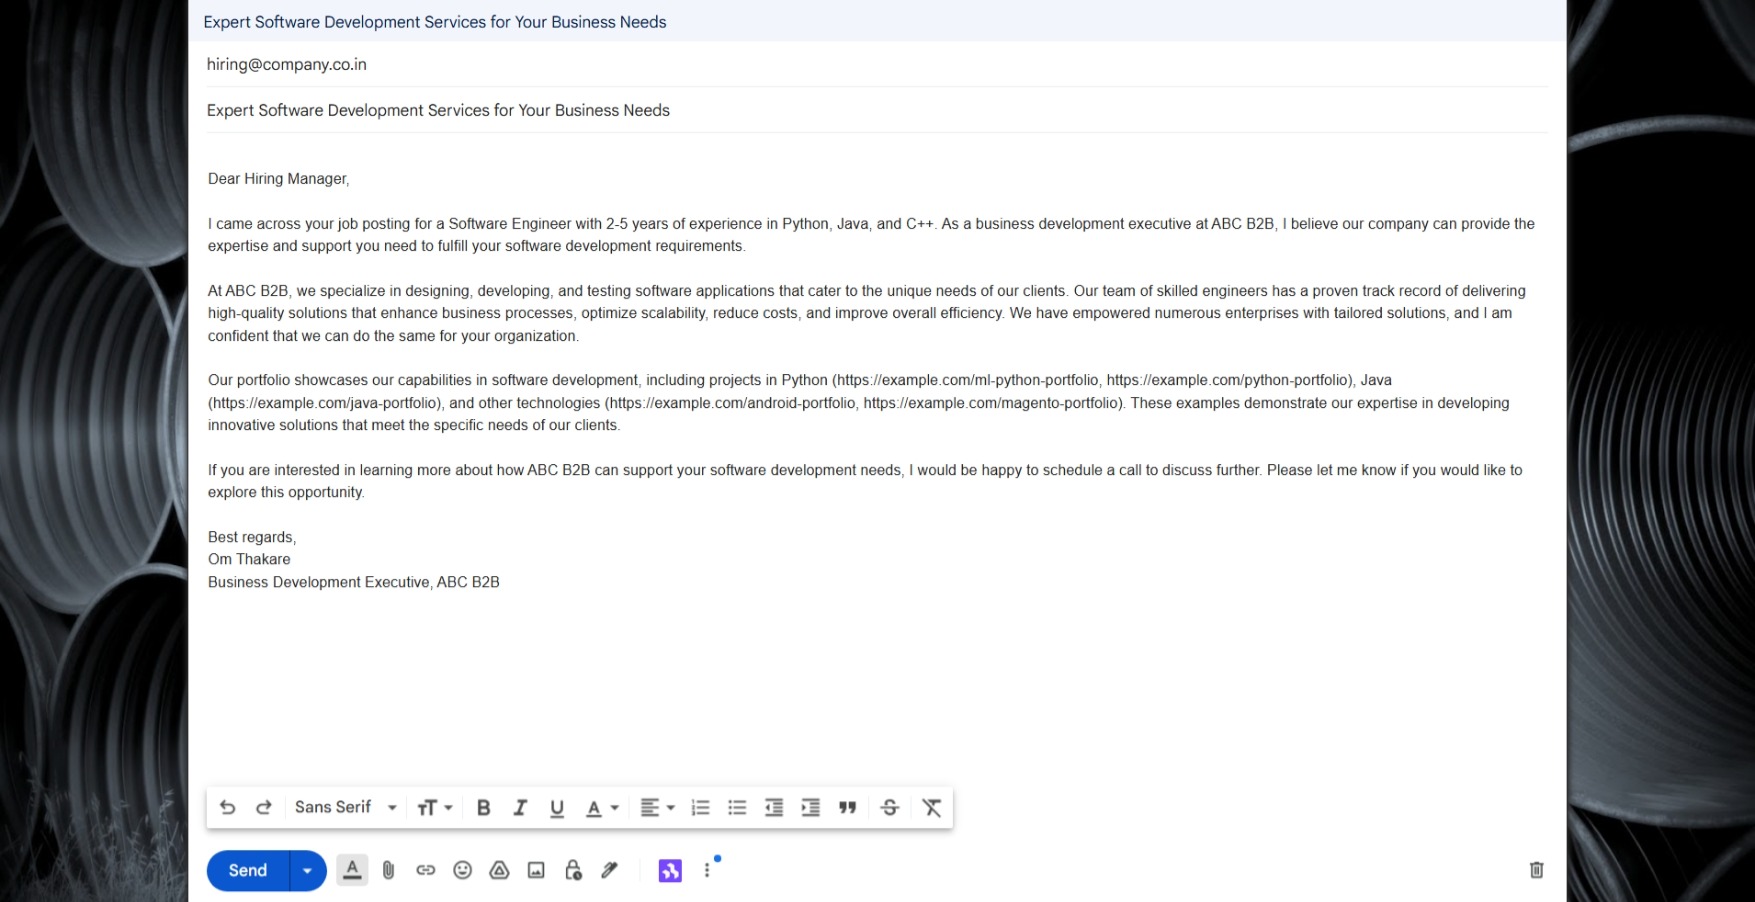 Expert Software Development Services for Your Business Needs
hiring@company.co.in
Expert Software Development Services for Your Business Needs
Dear Hiring Manager,
I came across your job posting for a Software Engineer with 2-5 years of experience in Python, Java, and C++. As a business development executive at ABC B2B, I believe our company can provide the
expertise and support you need to fulfill your software development requirements.
At ABC B2B, we specialize in designing, developing, and testing software applications that cater to the unique needs of our clients. Our team of skilled engineers has a proven track record of delivering
high-quality solutions that enhance business processes, optimize scalability, reduce costs, and improve overall efficiency. We have empowered numerous enterprises with tailored solutions, and I am
confident that we can do the same for your organization.
Our portfolio showcases our capabilities in software development, including projects in Python (https://example.com/ml-python-portfolio, https://example.com/python-portfolio), Java
(https://example.com/java-portfolio), and other technologies (https://example.com/android-portfolio, https://example.com/magento-portfolio). These examples demonstrate our expertise in developing
innovative solutions that meet the specific needs of our clients.
If you are interested in learning more about how ABC B2B can support your software development needs, I would be happy to schedule a call to discuss further. Please let me know if you would like to
explore this opportunity.
Best regards,
Om Thakare
Business Development Executive, ABC B2B
Sans Serif
Send